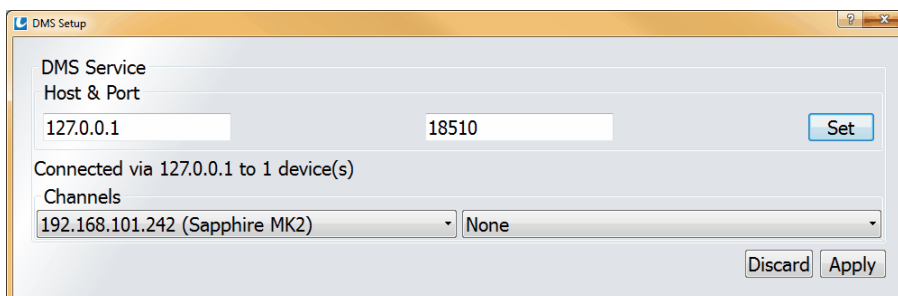 DMS Setup
DMS Service
Host & Port
127.0.0.1 18510 Set
Connected via 127.0.0.1 to 1 device(s)
Channels
192.168.101.242 (Sapphire MK2) None
Discard Apply